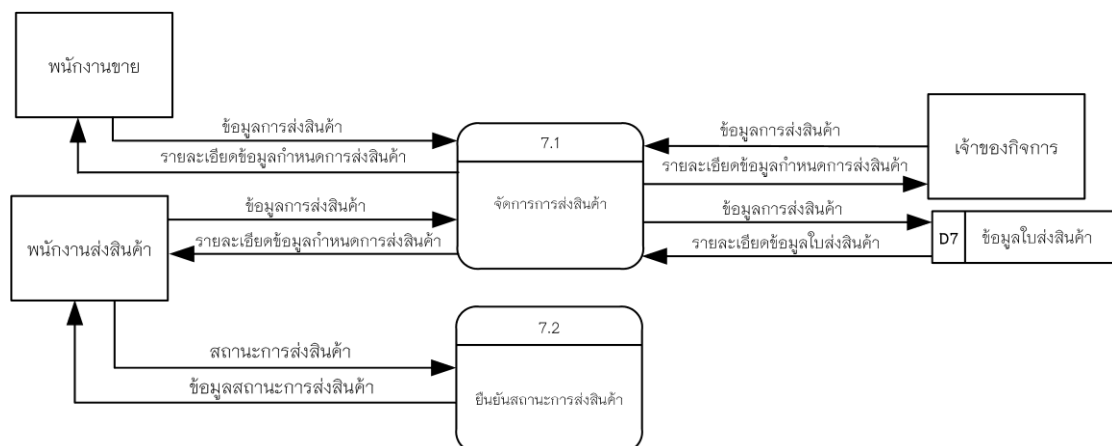 พนักงานขาย
ข้อมูลการส่งสินค้า
รายละเอียดข้อมูลกำหนดการส่งสินค้า
7.1
จัดการการส่งสินค้า
ข้อมูลการส่งสินค้า
รายละเอียดข้อมูลกำหนดการส่งสินค้า
เจ้าของกิจการ
พนักงานส่งสินค้า
ข้อมูลการส่งสินค้า
รายละเอียดข้อมูลกำหนดการส่งสินค้า
ข้อมูลการส่งสินค้า
รายละเอียดข้อมูลใบส่งสินค้า
D7 ข้อมูลใบส่งสินค้า
สถานะการส่งสินค้า
ข้อมูลสถานะการส่งสินค้า
7.2
ยืนยันสถานะการส่งสินค้า